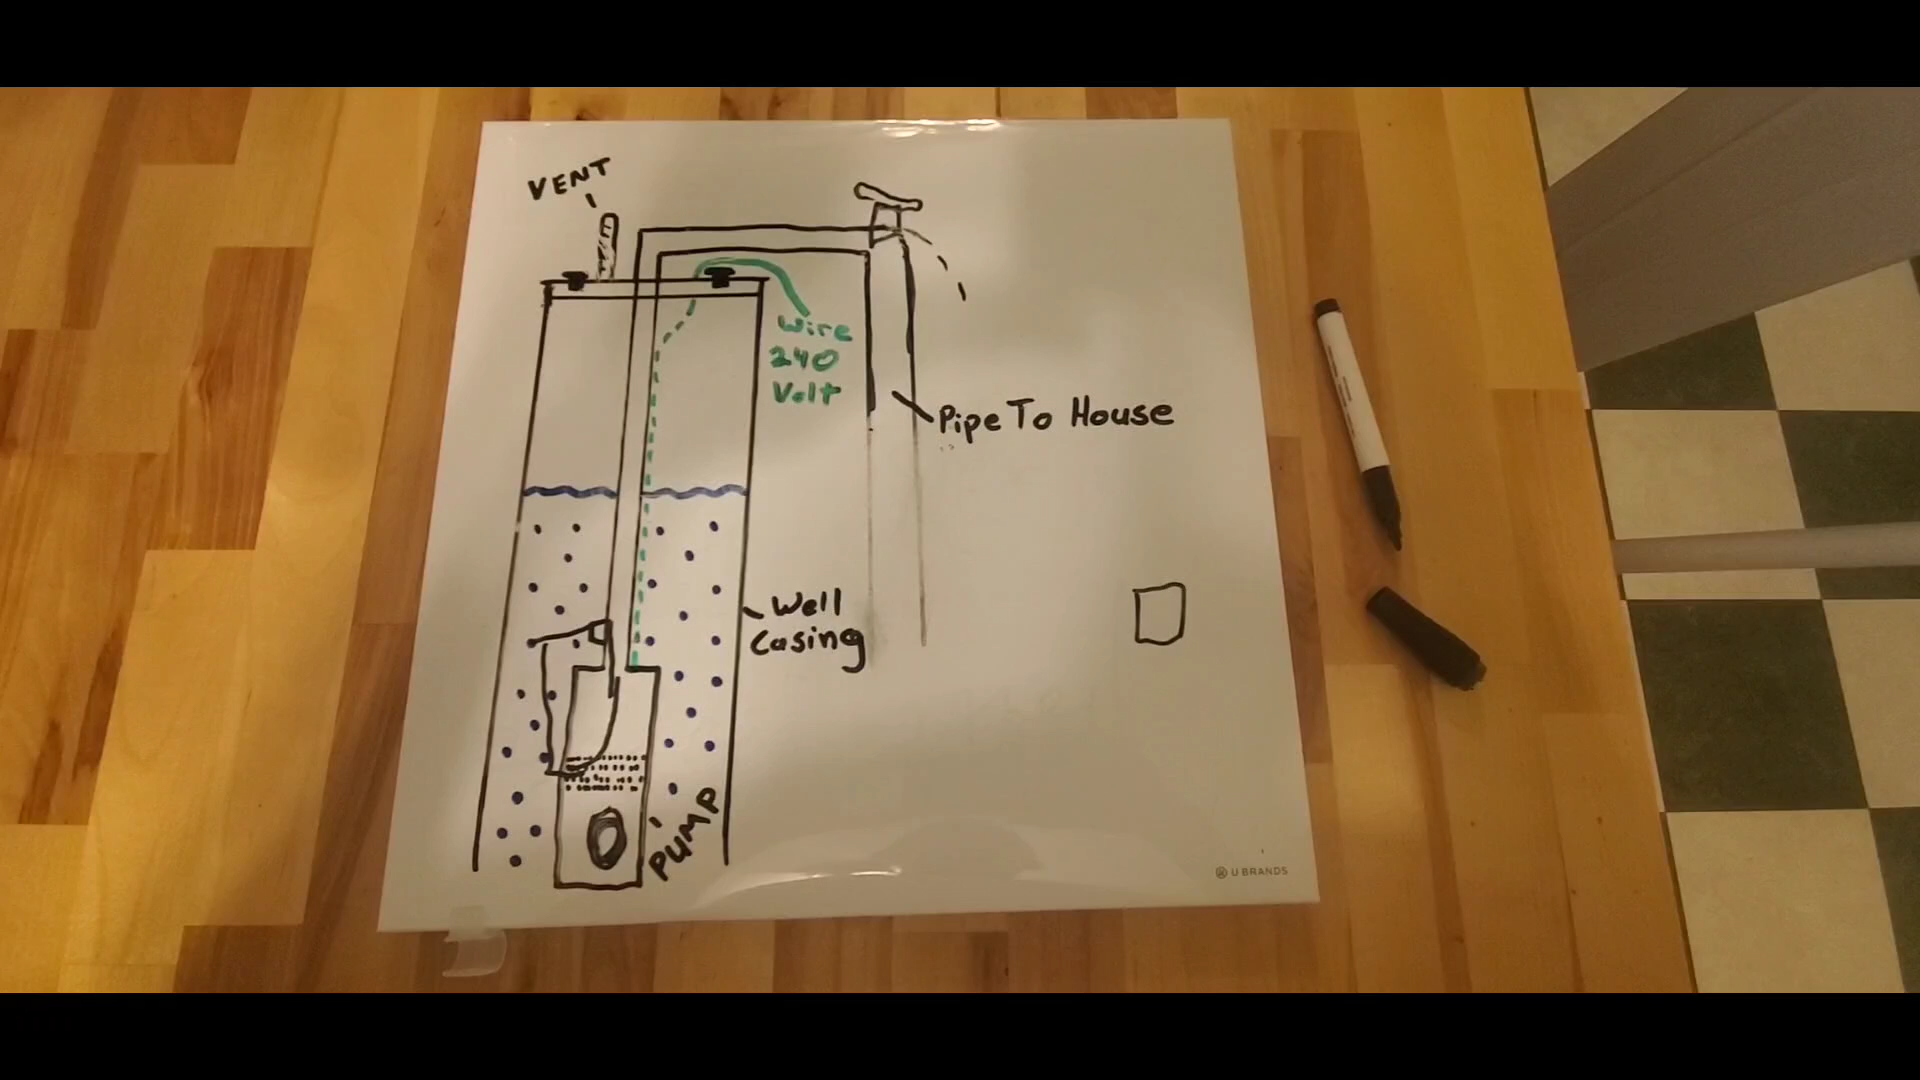 VENT
Wire
240
Volt
Pipe To House
Well
Casing
PUMP
U BRANDS